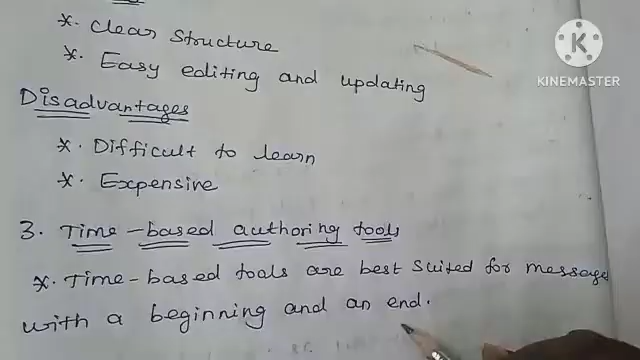 *. Clear structure
*. Easy editing and updating
KINEMASTER
Disadvantages
*. Difficult to learn
*. Expensive
3. Time-based authoring tools
*. Time-based tools are best suited for message
with a beginning and an end.